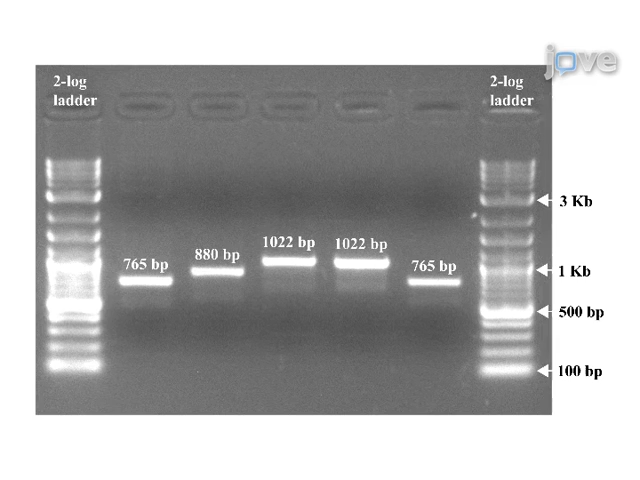 jove
2-log
ladder
2-log
ladder
3 Kb
1022 bp
1022 bp
880 bp
765 bp
765 bp
1 Kb
500 bp
100 bp